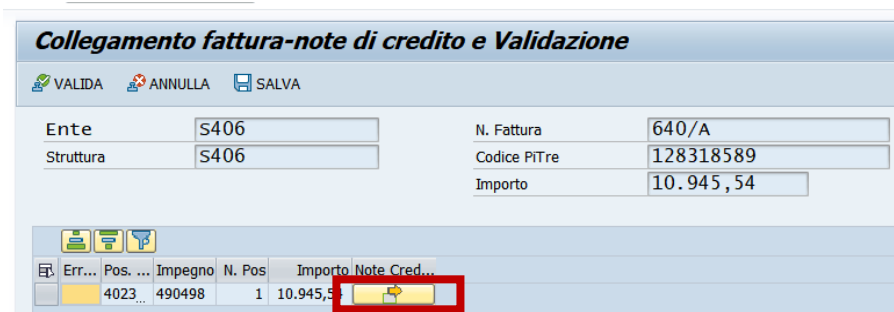 Collegamento fattura-note di credito e Validazione
VALIDA ANNULLA SALVA
Ente S406 N. Fattura 640/A
Struttura S406 Codice PiTre 128318589
Importo 10.945,54
Err... Pos. ... Impegno N. Pos Importo Note Cred...
4023... 490498 1 10.945,54